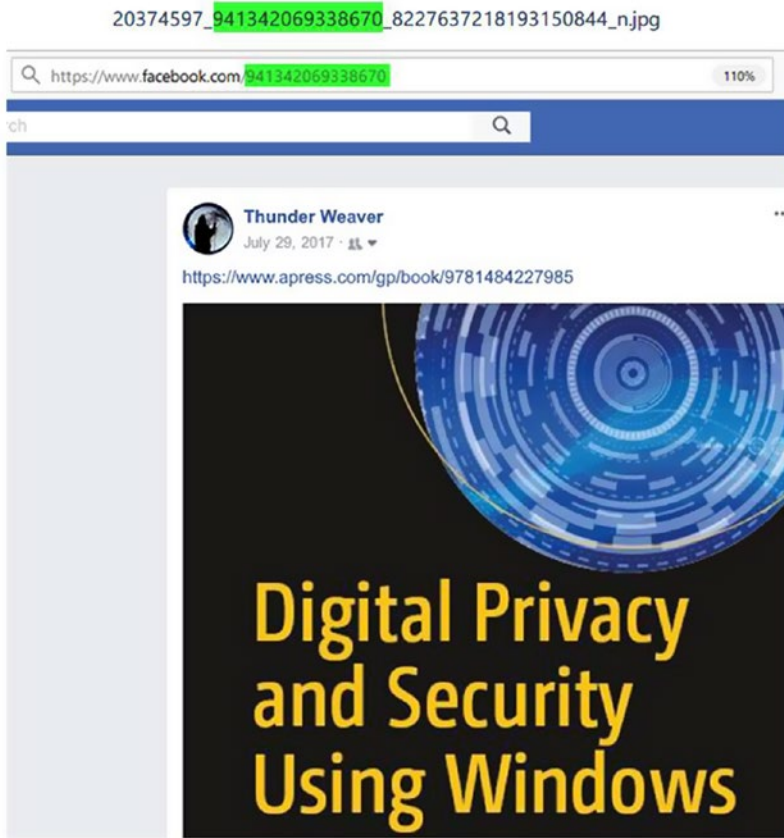 20374597_941342069338670_8227637218193150844_n.jpg
https://www.facebook.com/941342069338670 110%
ch
Thunder Weaver
July 29, 2017 ·
https://www.apress.com/gp/book/9781484227985
Digital Privacy
and Security
Using Windows